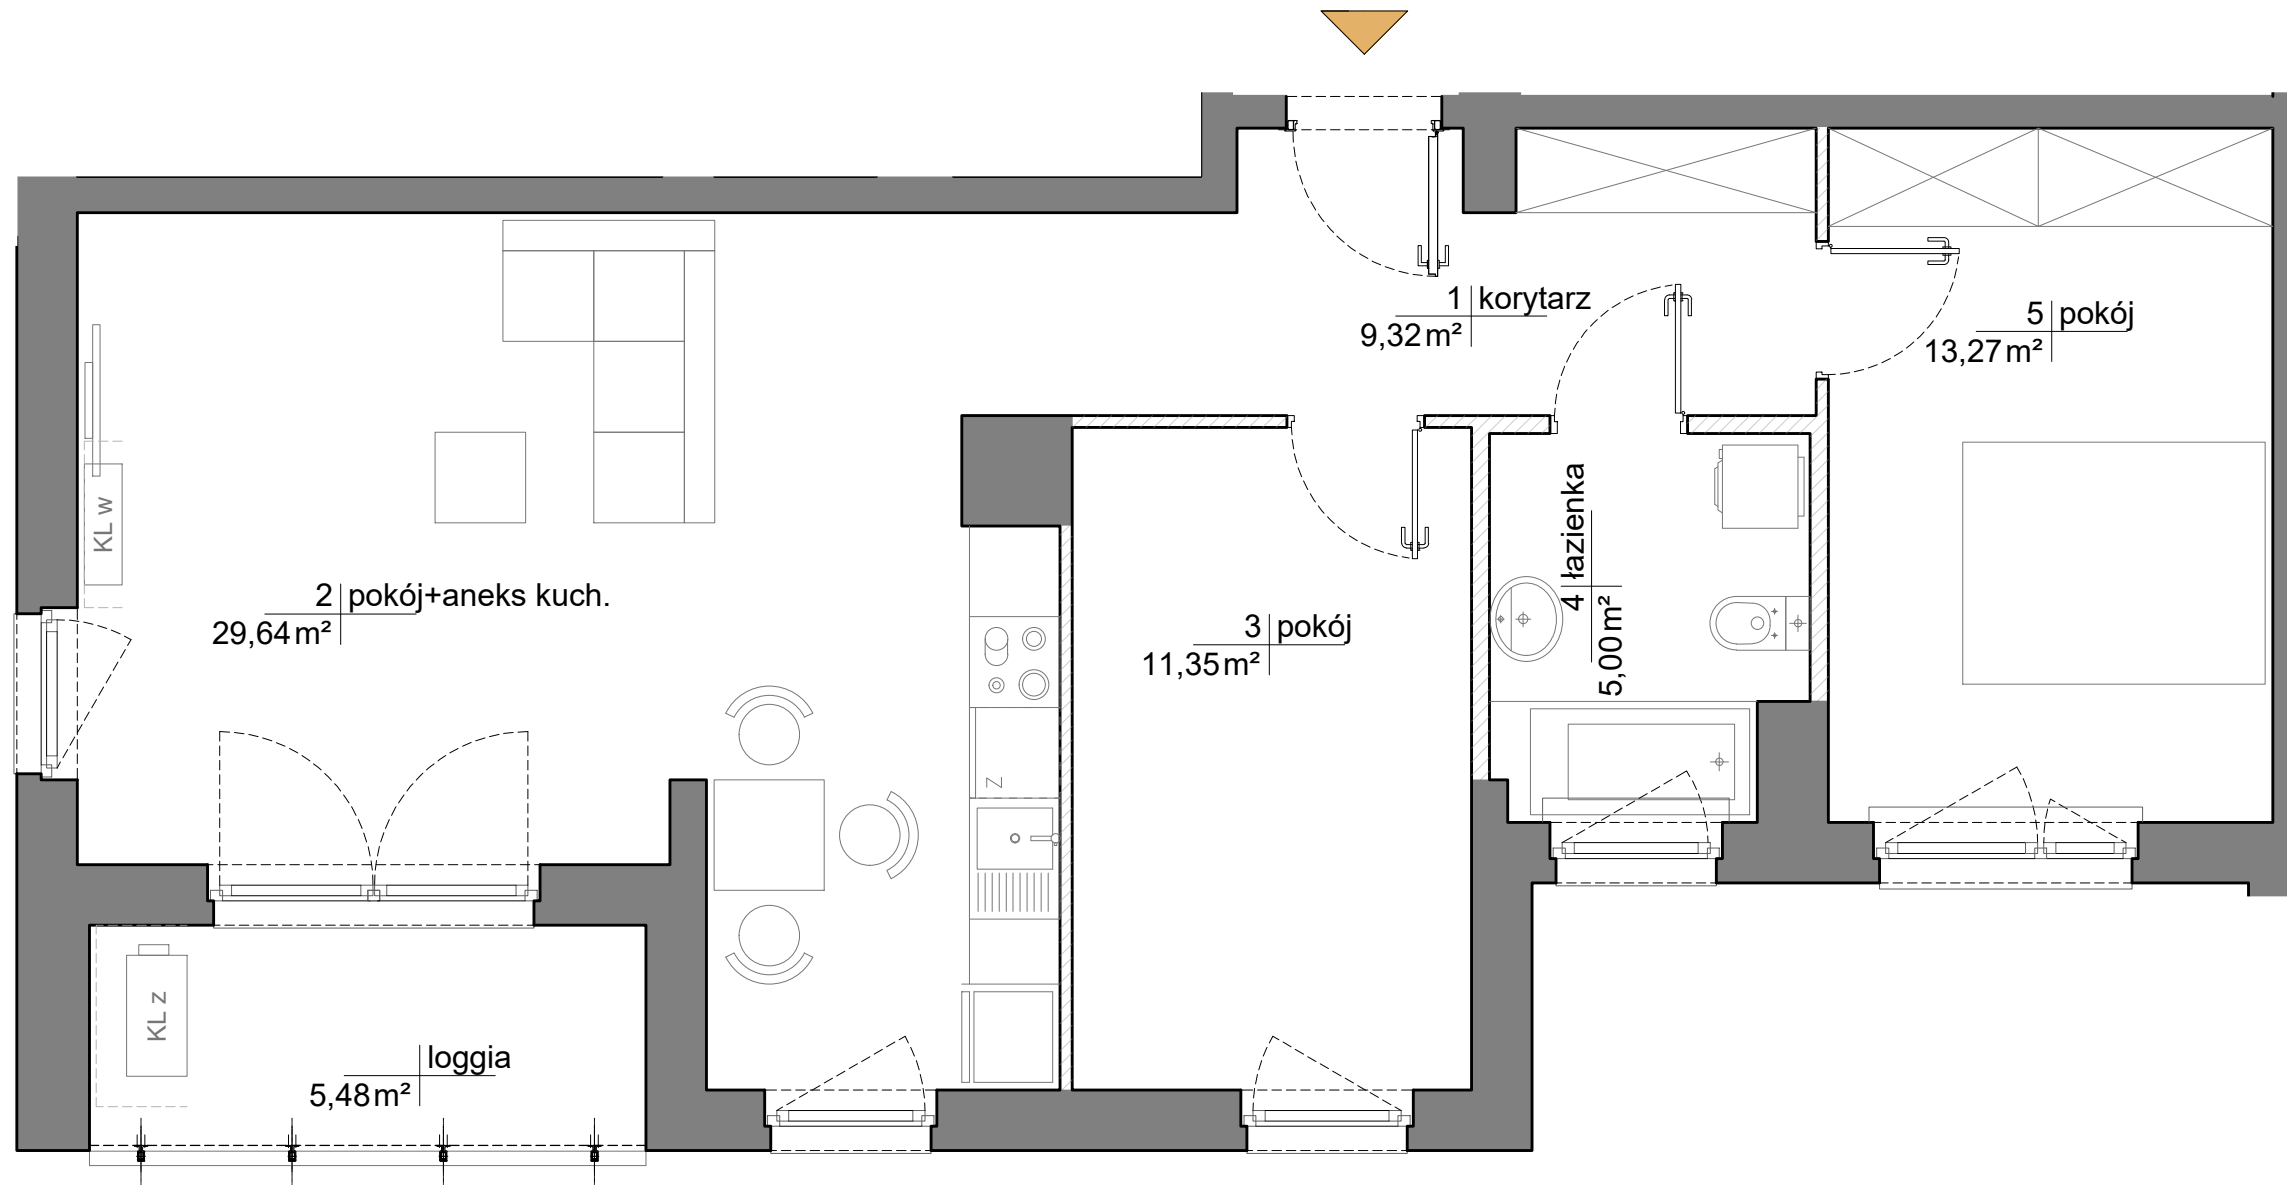 1 korytarz
9,32 m²
5 pokój
13,27 m²
KL w
2 pokój+aneks kuch.
29,64 m²
3 pokój
11,35 m²
4 łazienka
5,00 m²
Z
KL z
loggia
5,48 m²